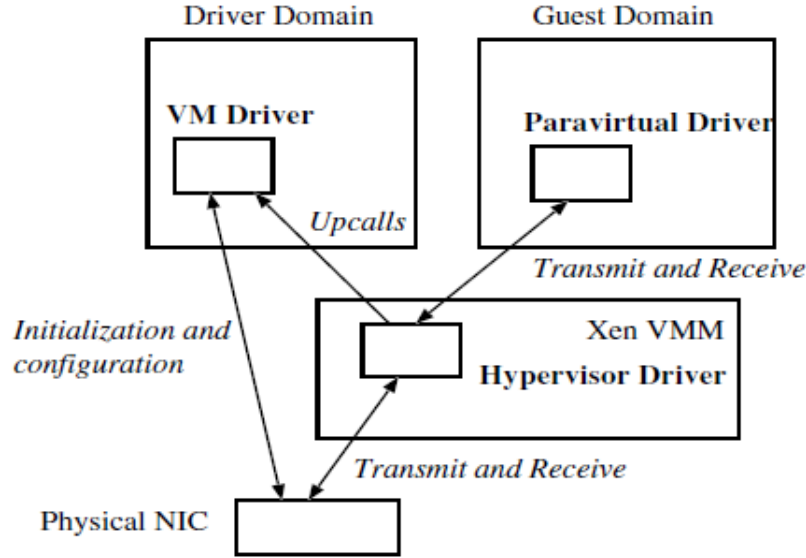 Driver Domain
Guest Domain
VM Driver
Paravirtual Driver
Upcalls
Transmit and Receive
Initialization and
configuration
Xen VMM
Hypervisor Driver
Transmit and Receive
Physical NIC